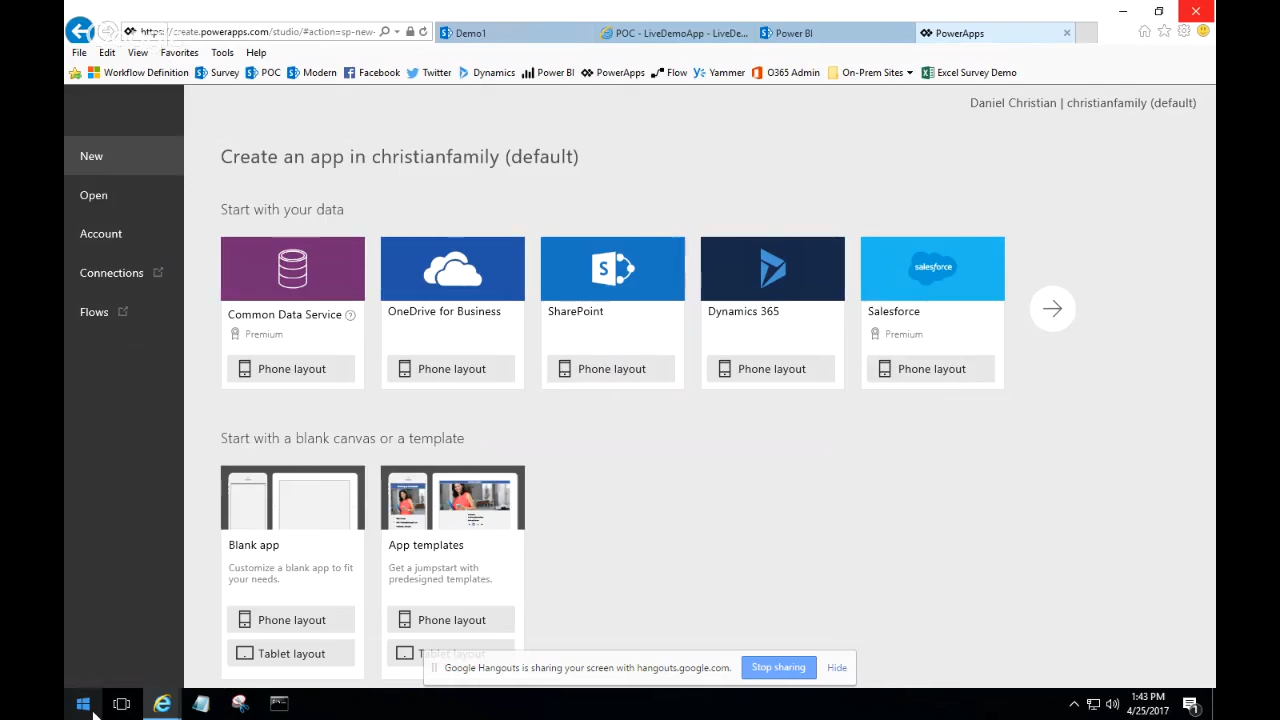 https://create.powerapps.com/studio/#action=sp-new-
Demo1
POC - LiveDemoApp - LiveDe...
Power BI
PowerApps
File Edit View Favorites Tools Help
Workflow Definition Survey POC Modern Facebook Twitter Dynamics Power BI PowerApps Flow Yammer O365 Admin On-Prem Sites Excel Survey Demo
Daniel Christian | christianfamily (default)
New
Open
Account
Connections
Flows
Create an app in christianfamily (default)
Start with your data
Common Data Service ?
Premium
Phone layout
OneDrive for Business
Phone layout
S
SharePoint
Phone layout
Dynamics 365
Phone layout
salesforce
Salesforce
Premium
Phone layout
Start with a blank canvas or a template
Blank app
Customize a blank app to fit
your needs.
Phone layout
Tablet layout
App templates
Get a jumpstart with
predesigned templates.
Phone layout
Tablet layout
Google Hangouts is sharing your screen with hangouts.google.com.
Stop sharing
Hide
1:43 PM
4/25/2017
1